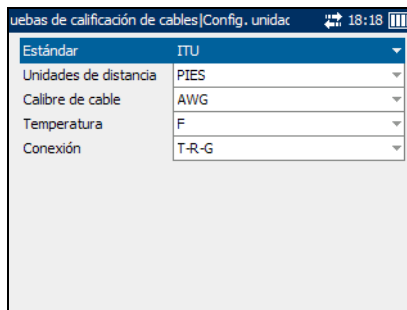 uebas de calificación de cables|Config. unidac 18:18
Estándar ITU
Unidades de distancia PIES
Calibre de cable AWG
Temperatura F
Conexión T-R-G